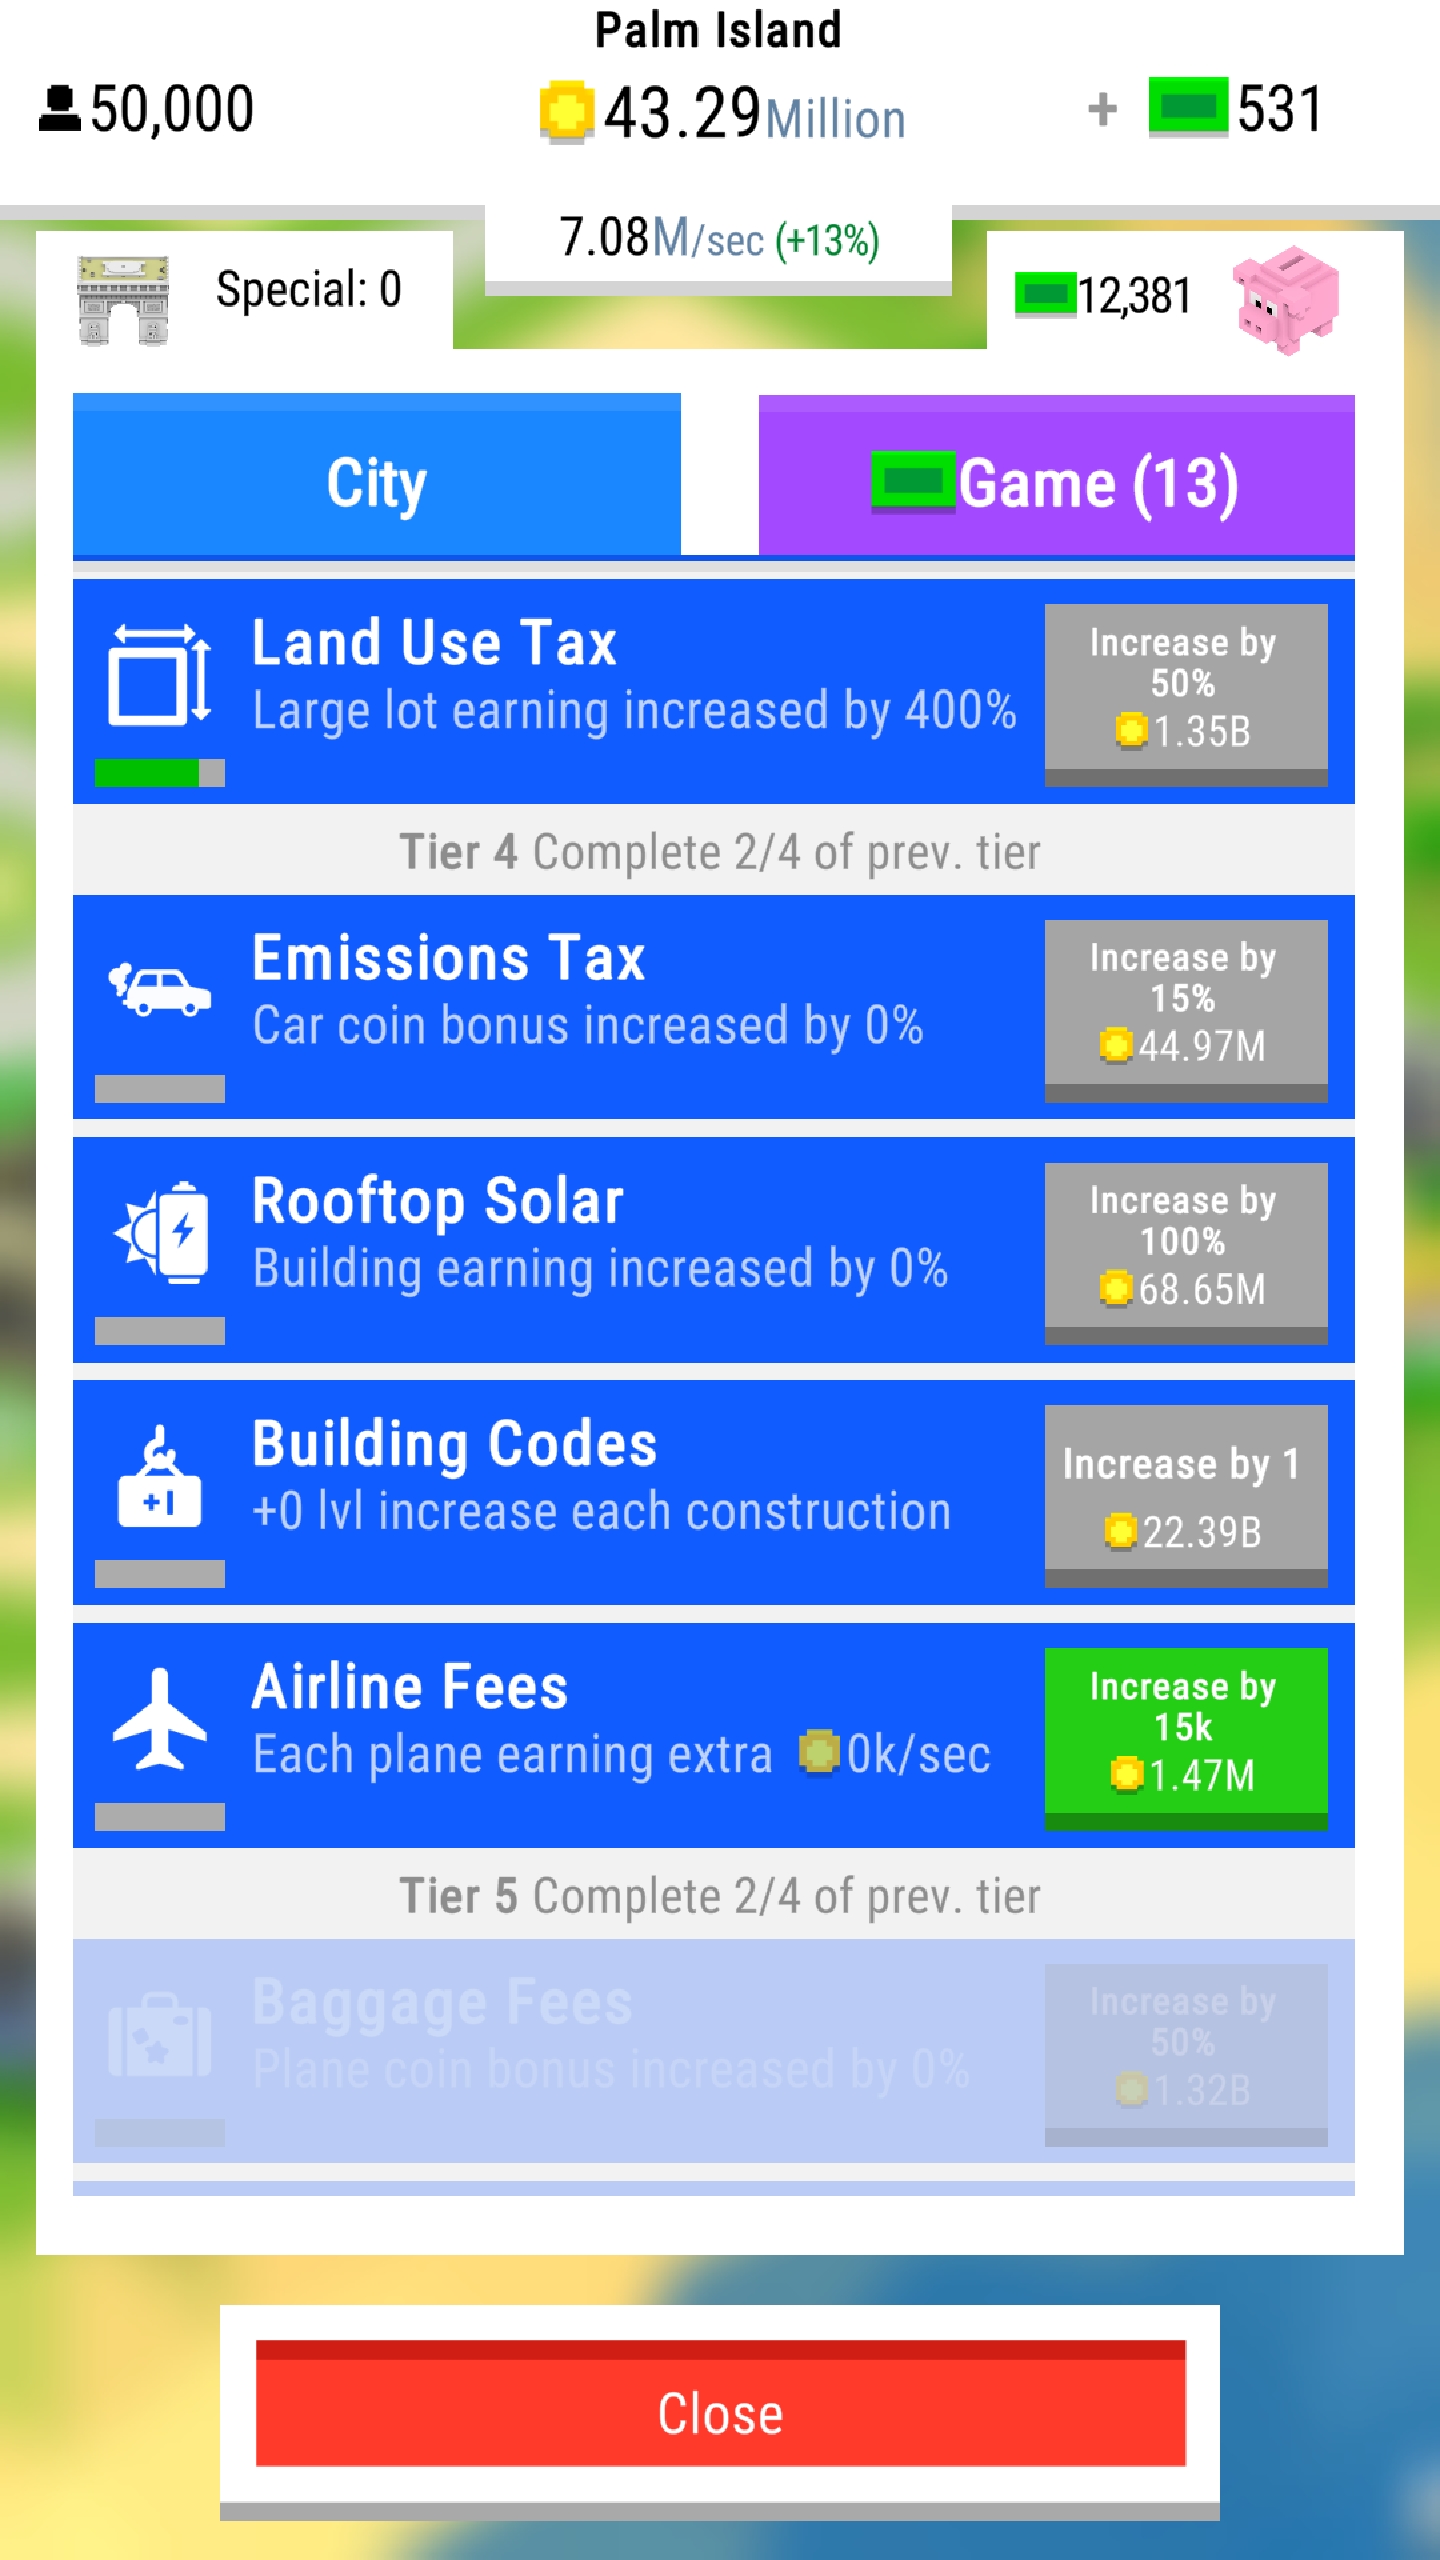 Palm Island
50,000
43.29Million
+ 531
7.08M/sec (+13%)
Special: 0
12,381
City
Game (13)
Land Use Tax
Large lot earning increased by 400%
Increase by
50%
1.35B
Tier 4 Complete 2/4 of prev. tier
Emissions Tax
Car coin bonus increased by 0%
Increase by
15%
44.97M
Rooftop Solar
Building earning increased by 0%
Increase by
100%
68.65M
+1
Building Codes
+0 lvl increase each construction
Increase by 1
22.39B
Airline Fees
Each plane earning extra 0k/sec
Increase by
15k
1.47M
Tier 5 Complete 2/4 of prev. tier
Baggage Fees
Plane coin bonus increased by 0%
Increase by
50%
1.32B
Close